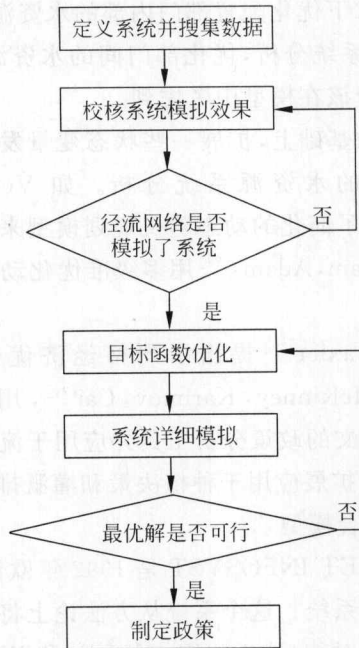 定义系统并搜集数据
校核系统模拟效果
径流网络是否
模拟了系统
否
是
目标函数优化
系统详细模拟
最优解是否可行
否
是
制定政策